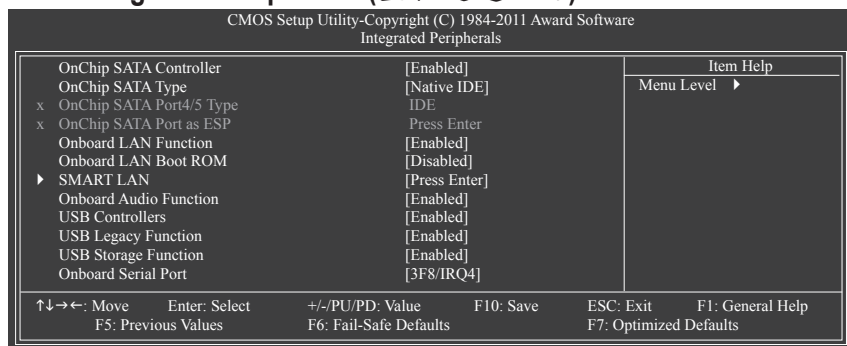 CMOS Setup Utility-Copyright (C) 1984-2011 Award Software
Integrated Peripherals
OnChip SATA Controller [Enabled]
OnChip SATA Type [Native IDE]
x OnChip SATA Port4/5 Type IDE
x OnChip SATA Port as ESP Press Enter
Onboard LAN Function [Enabled]
Onboard LAN Boot ROM [Disabled]
SMART LAN [Press Enter]
Onboard Audio Function [Enabled]
USB Controllers [Enabled]
USB Legacy Function [Enabled]
USB Storage Function [Enabled]
Onboard Serial Port [3F8/IRQ4]
Item Help
Menu Level
↑↓→←: Move Enter: Select +/-/PU/PD: Value F10: Save ESC: Exit F1: General Help
F5: Previous Values F6: Fail-Safe Defaults F7: Optimized Defaults